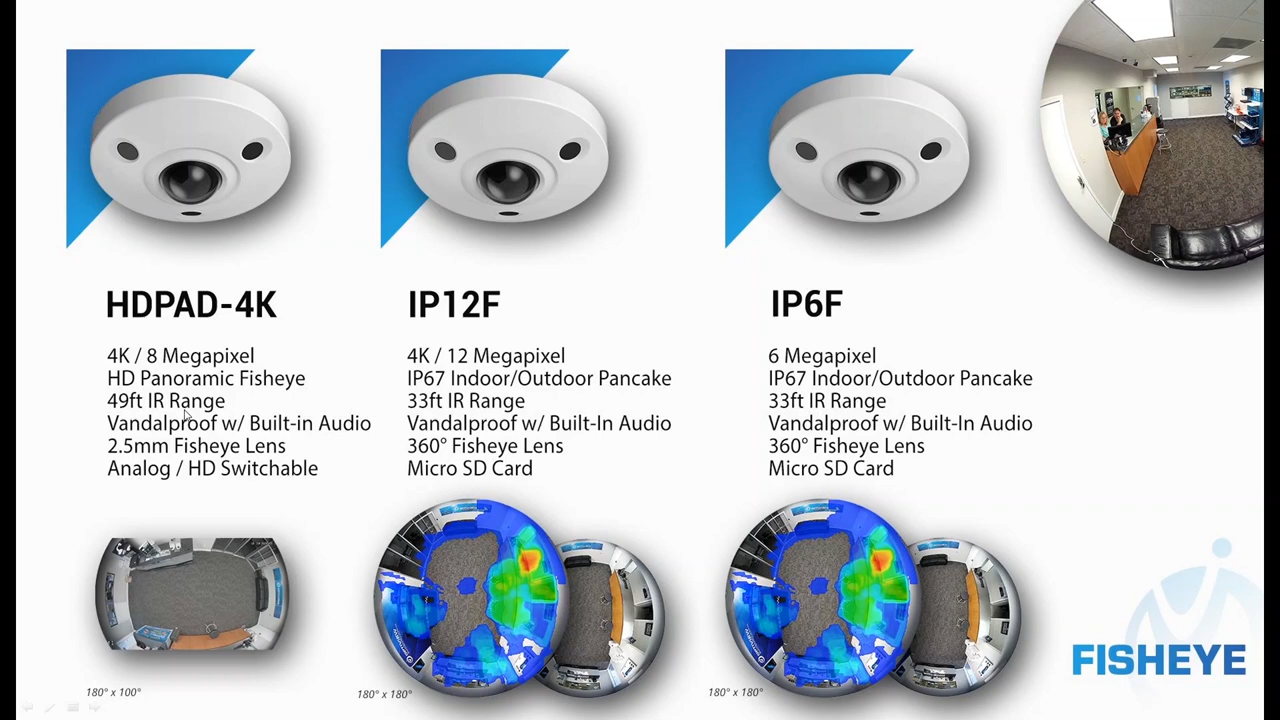 HDPAD-4K
4K / 8 Megapixel
HD Panoramic Fisheye
49ft IR Range
Vandalproof w/ Built-in Audio
2.5mm Fisheye Lens
Analog / HD Switchable
180° x 100°
IP12F
4K / 12 Megapixel
IP67 Indoor/Outdoor Pancake
33ft IR Range
Vandalproof w/ Built-In Audio
360° Fisheye Lens
Micro SD Card
180° x 180°
IP6F
6 Megapixel
IP67 Indoor/Outdoor Pancake
33ft IR Range
Vandalproof w/ Built-In Audio
360° Fisheye Lens
Micro SD Card
180° x 180°
FISHEYE